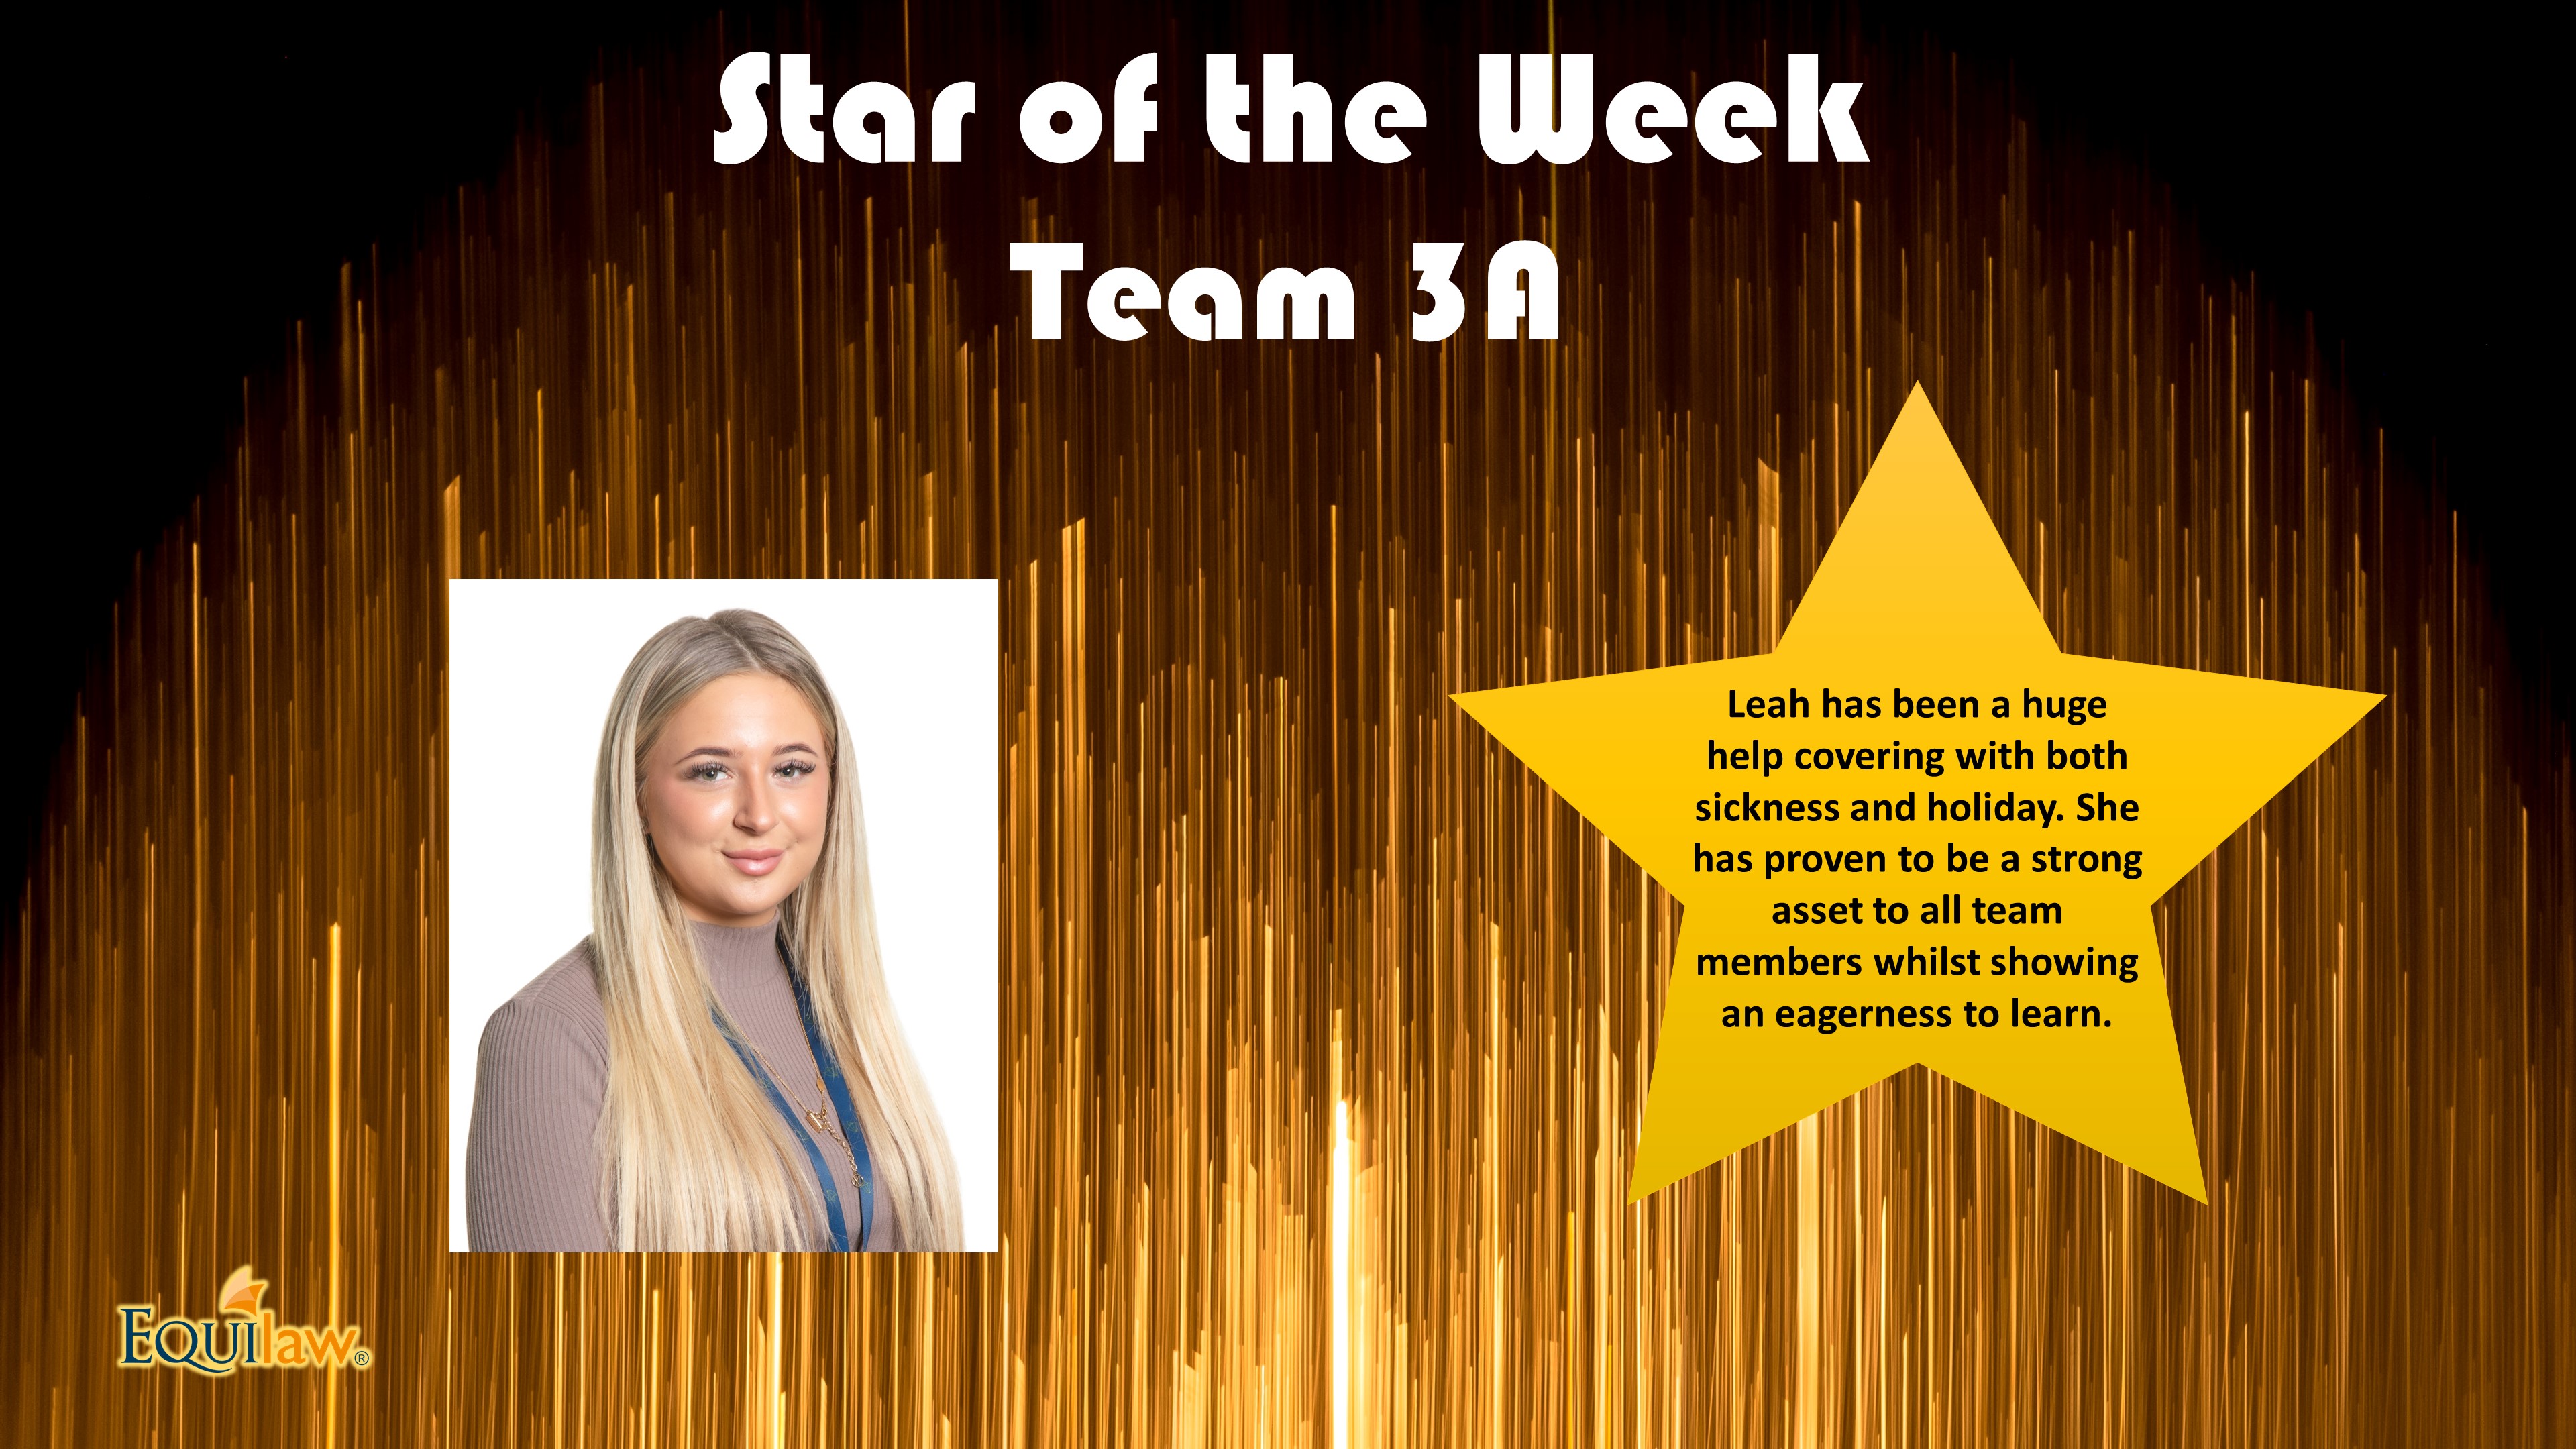 Star of the Week
Team 3A
Leah has been a huge
help covering with both
sickness and holiday. She
has proven to be a strong
asset to all team
members whilst showing
an eagerness to learn.
EQUIlaw®